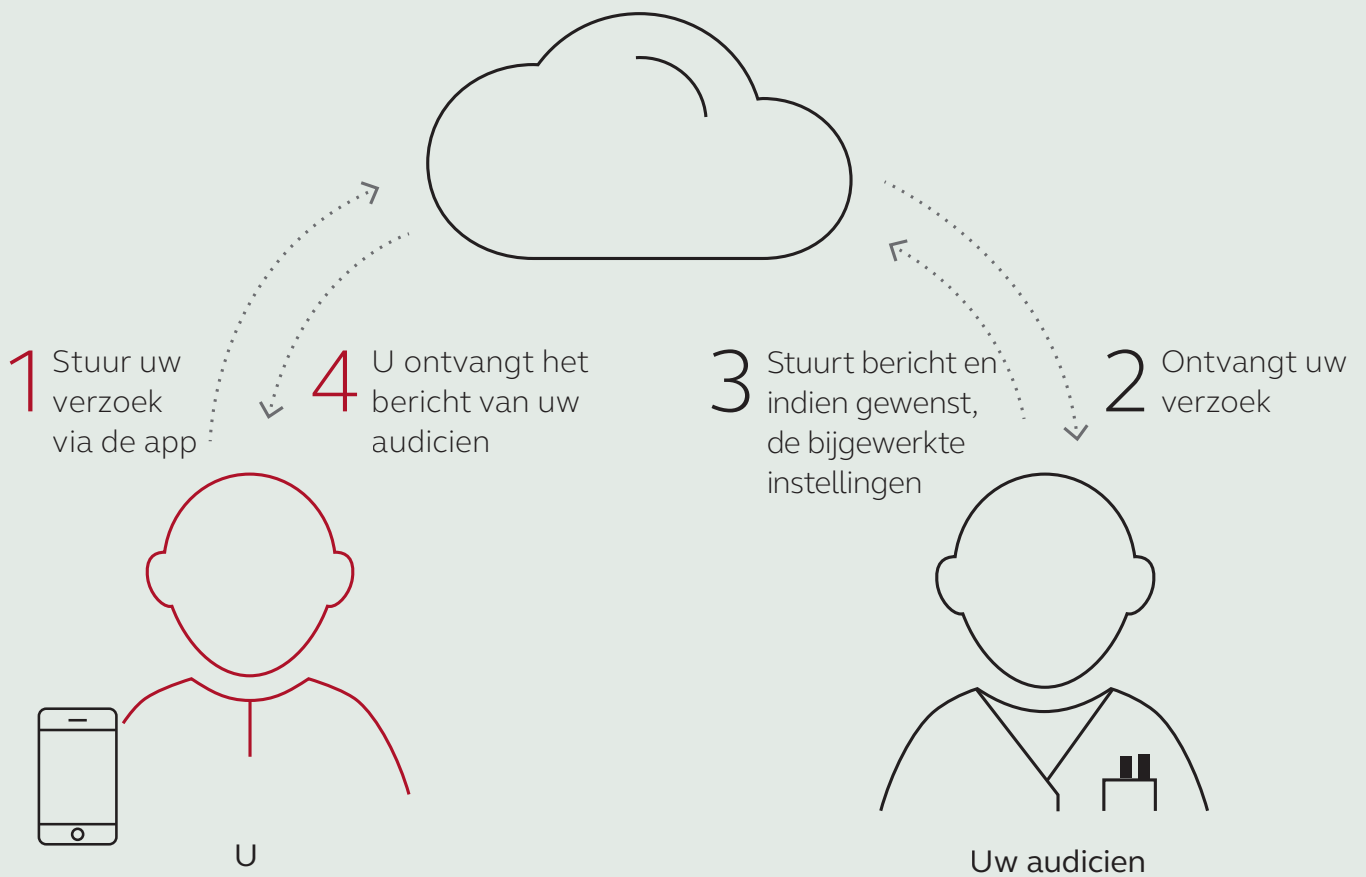 1 Stuur uw
verzoek
via de app
4 U ontvangt het
bericht van uw
audicien
3 Stuurt bericht en
indien gewenst,
de bijgewerkte
instellingen
2 Ontvangt uw
verzoek
U
Uw audicien